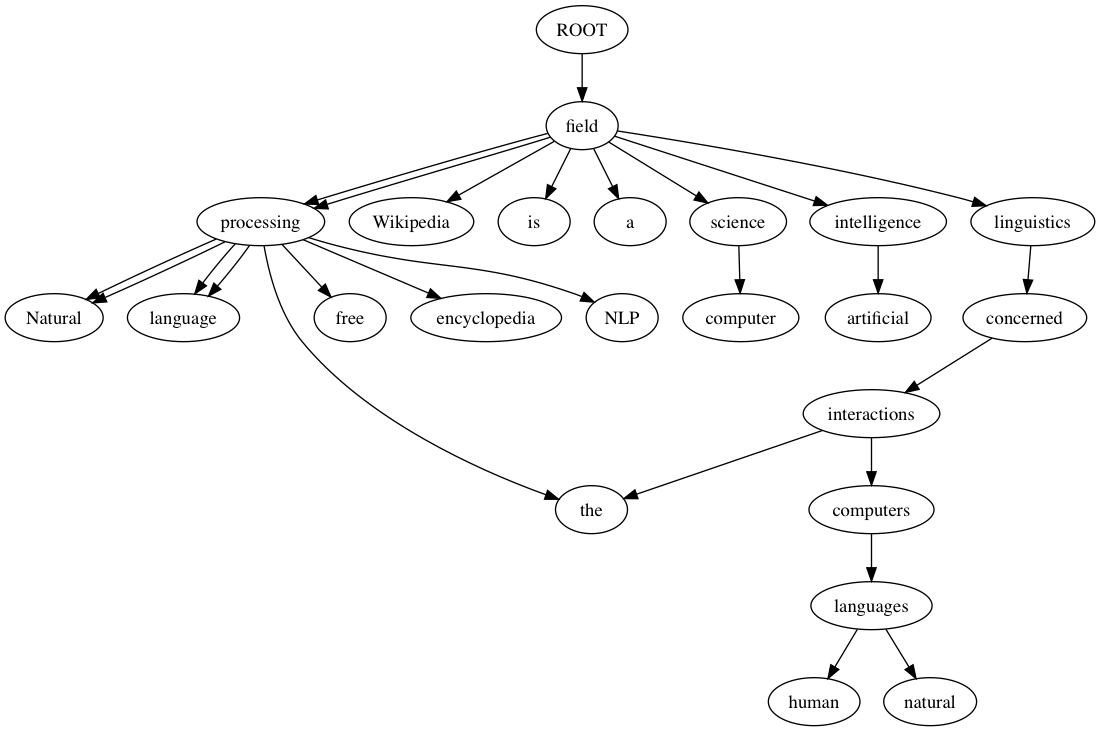 ROOT
field
processing Wikipedia is a science intelligence linguistics
Natural language free encyclopedia NLP computer artificial concerned
interactions
the computers
languages
human natural